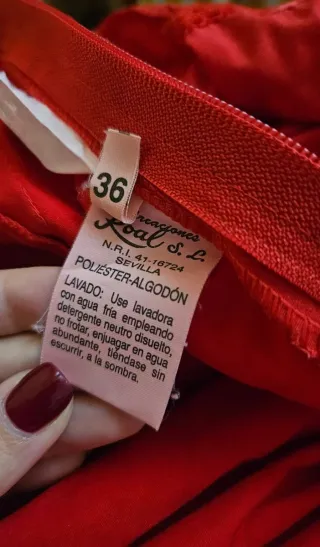 36
Creaciones
Roal S. L.
N.R.I. 41-16724
SEVILLA
POLIÉSTER-ALGODÓN
LAVADO: Use lavadora
con agua fría empleando
detergente neutro disuelto,
no frotar, enjuagar en agua
abundante, tiéndase sin
escurrir, a la sombra.